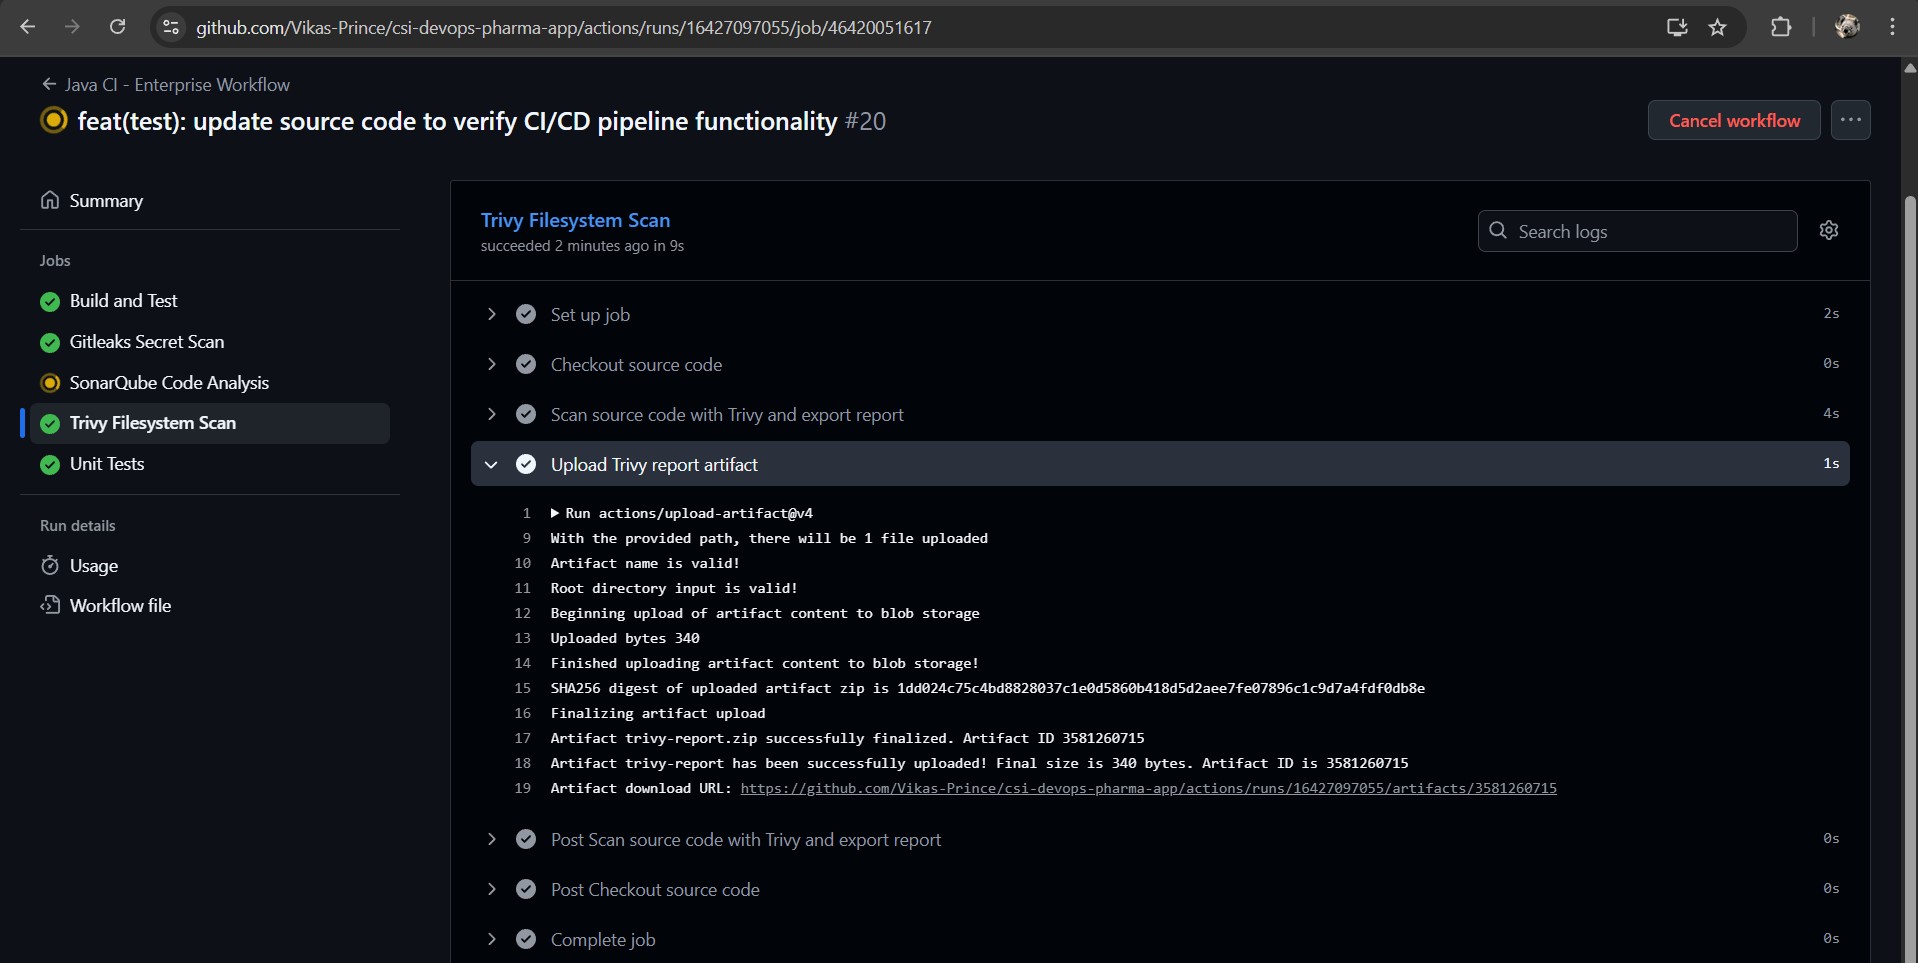 github.com/Vikas-Prince/csi-devops-pharma-app/actions/runs/16427097055/job/46420051617
Java CI - Enterprise Workflow
feat(test): update source code to verify CI/CD pipeline functionality #20
Cancel workflow
Summary
Jobs
Build and Test
Gitleaks Secret Scan
SonarQube Code Analysis
Trivy Filesystem Scan
Unit Tests
Run details
Usage
Workflow file
Trivy Filesystem Scan
succeeded 2 minutes ago in 9s
Search logs
Set up job 2s
Checkout source code 0s
Scan source code with Trivy and export report 4s
Upload Trivy report artifact 1s
1 Run actions/upload-artifact@v4
9 With the provided path, there will be 1 file uploaded
10 Artifact name is valid!
11 Root directory input is valid!
12 Beginning upload of artifact content to blob storage
13 Uploaded bytes 340
14 Finished uploading artifact content to blob storage!
15 SHA256 digest of uploaded artifact zip is 1dd024c75c4bd8828037c1e0d5860b418d5d2aee7fe07896c1c9d7a4fdf0db8e
16 Finalizing artifact upload
17 Artifact trivy-report.zip successfully finalized. Artifact ID 3581260715
18 Artifact trivy-report has been successfully uploaded! Final size is 340 bytes. Artifact ID is 3581260715
19 Artifact download URL: https://github.com/Vikas-Prince/csi-devops-pharma-app/actions/runs/16427097055/artifacts/3581260715
Post Scan source code with Trivy and export report 0s
Post Checkout source code 0s
Complete job 0s